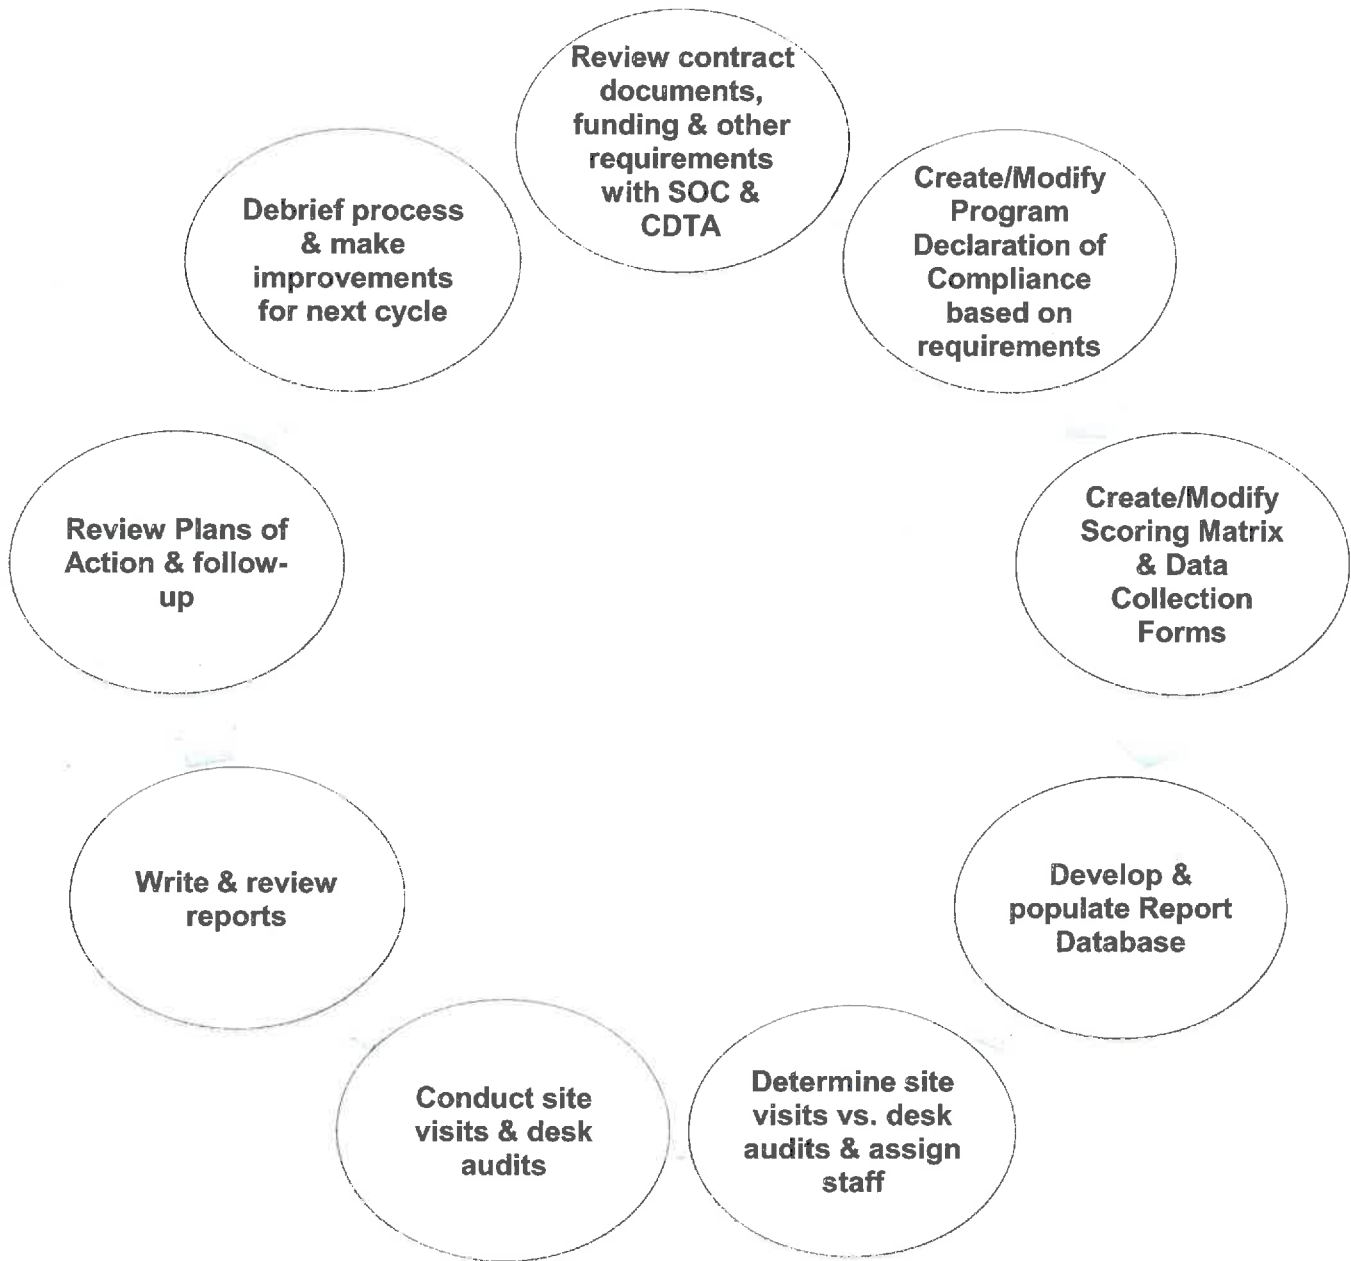 Review contract
documents,
funding & other
requirements
with SOC &
CDTA
Create/Modify
Program
Declaration of
Compliance
based on
requirements
Create/Modify
Scoring Matrix
& Data
Collection
Forms
Develop &
populate Report
Database
Determine site
visits vs. desk
audits & assign
staff
Conduct site
visits & desk
audits
Write & review
reports
Review Plans of
Action & follow-
up
Debrief process
& make
improvements
for next cycle